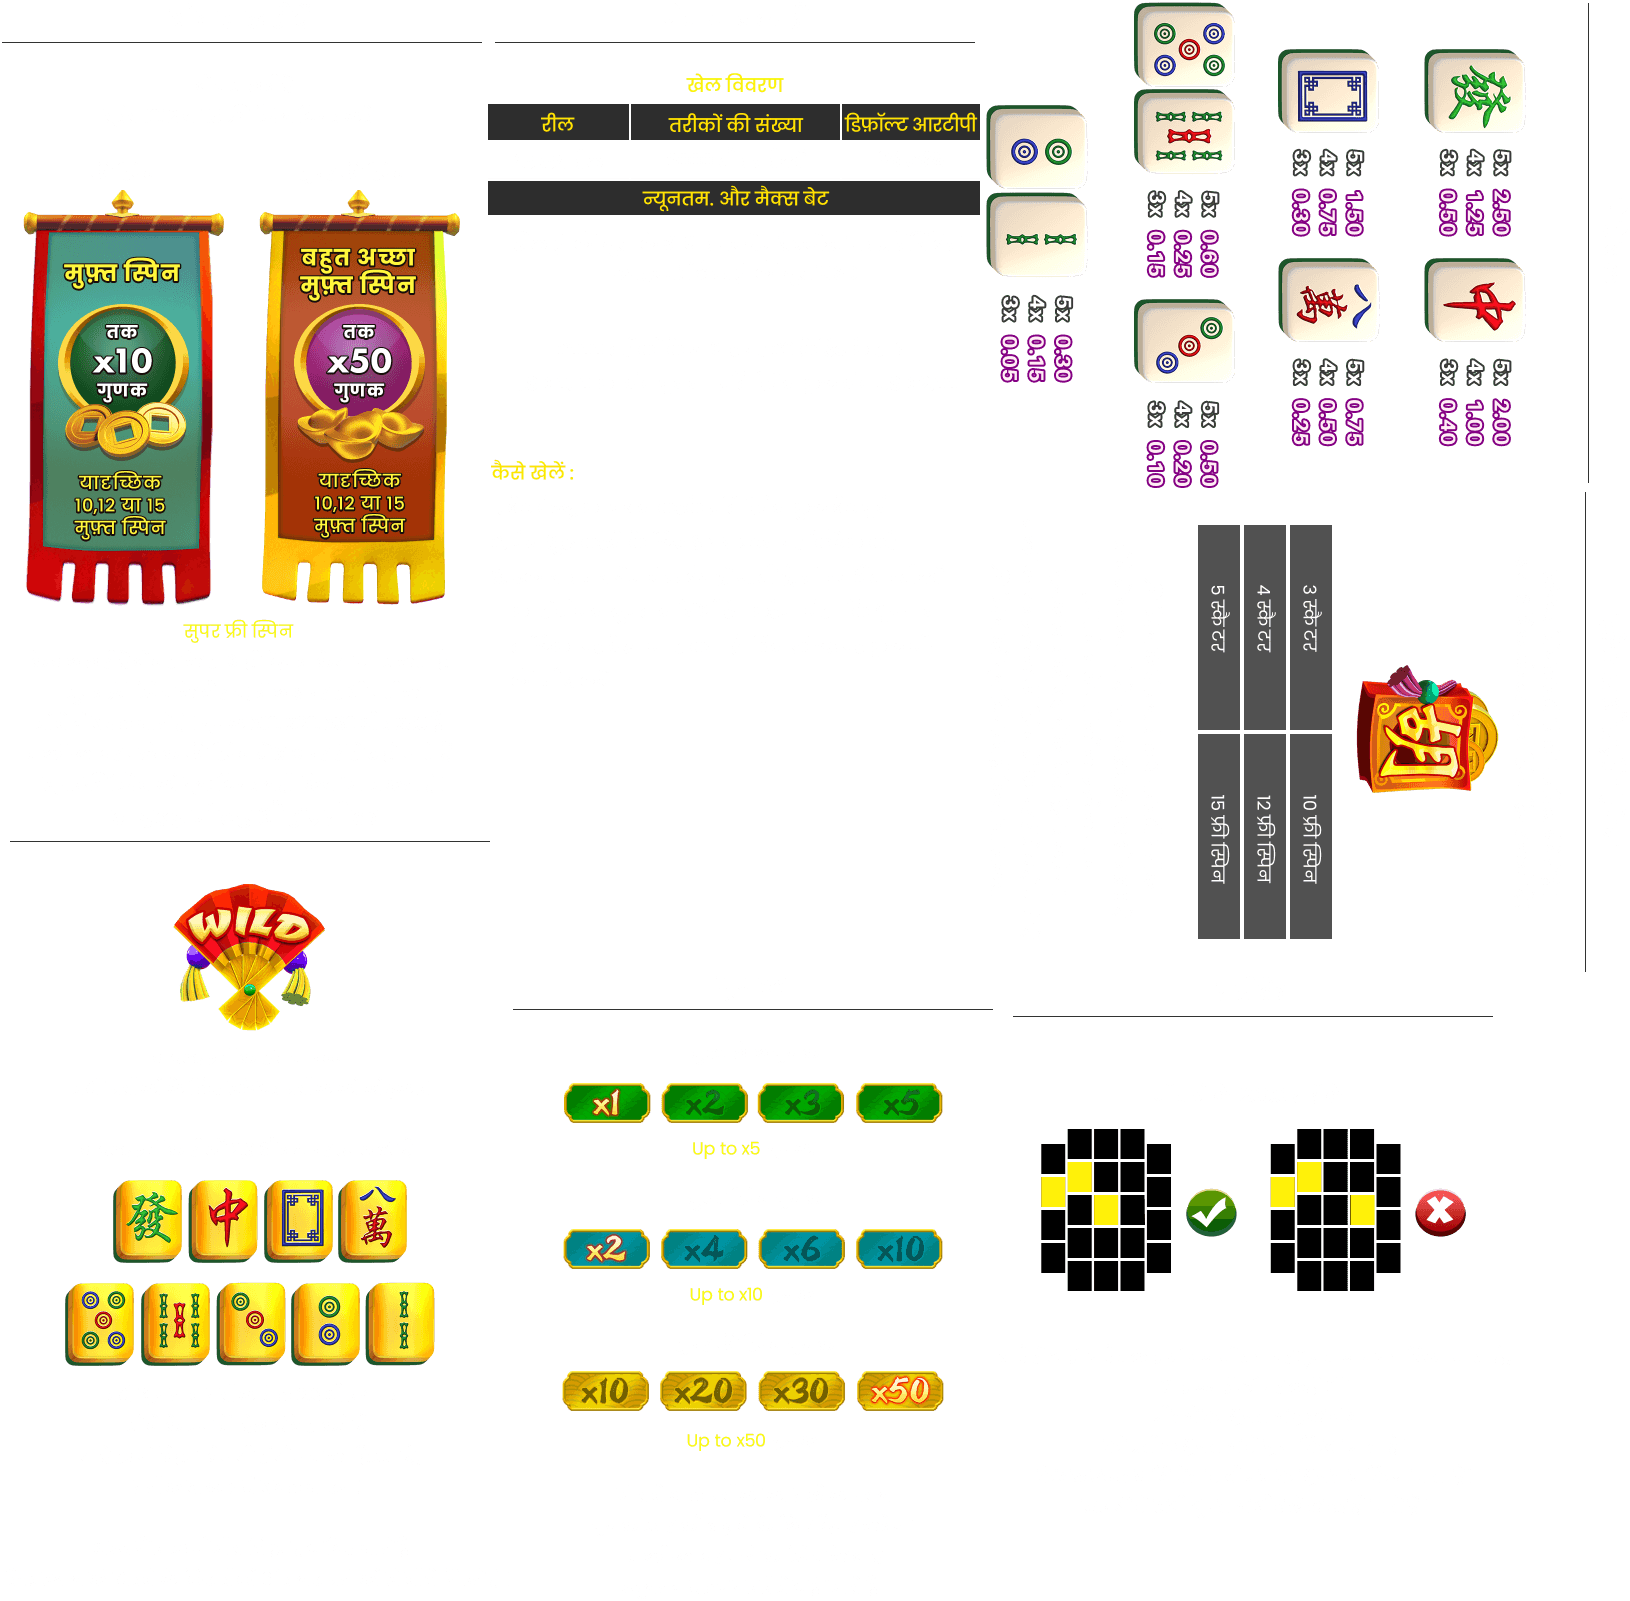 मुफ़्त स्पिन
तक
x10
गुणक
यादृच्छिक
10,12 या 15
मुफ़्त स्पिन
बहुत अच्छा
मुफ़्त स्पिन
तक
x50
गुणक
यादृच्छिक
10,12 या 15
मुफ़्त स्पिन
सुपर फ्री स्पिन
खेल विवरण
रील
तरीकों की संख्या
डिफ़ॉल्ट आरटीपी
न्यूनतम. और मैक्स बेट
कैसे खेलें :
發
5x 2.50
4x 1.25
3x 0.50
中
5x 2.00
4x 1.00
3x 0.40
5x 1.50
4x 0.75
3x 0.30
八萬
5x 0.75
4x 0.50
3x 0.25
5x 0.60
4x 0.25
3x 0.15
5x 0.50
4x 0.20
3x 0.10
5x 0.30
4x 0.15
3x 0.05
3 स्कैटर 10 फ्री स्पिन
4 स्कैटर 12 फ्री स्पिन
5 स्कैटर 15 फ्री स्पिन
WILD
發 中 八萬
x1 x2 x3 x5
Up to x5
x2 x4 x6 x10
Up to x10
x10 x20 x30 x50
Up to x50